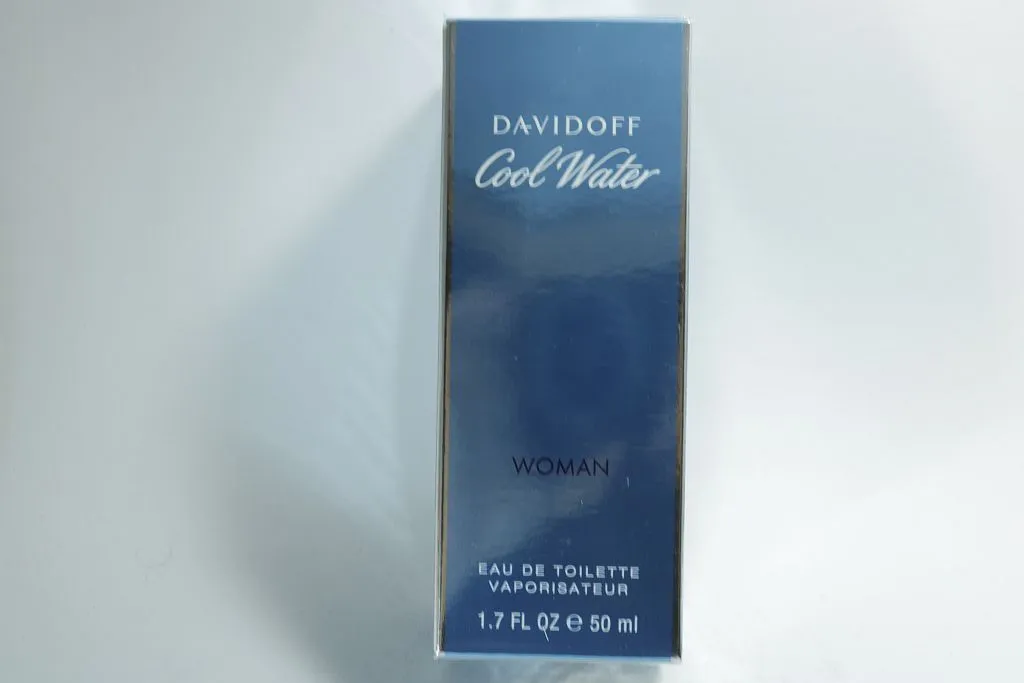 DAVIDOFF
Cool Water
WOMAN
EAU DE TOILETTE
VAPORISATEUR
1.7 FL OZ ℮ 50 ml